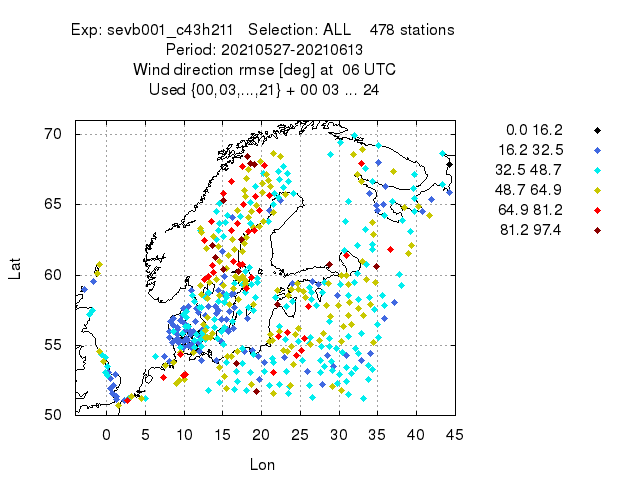 Exp: sevb001_c43h211 Selection: ALL 478 stations
Period: 20210527-20210613
Wind direction rmse [deg] at 06 UTC
Used {00,03,...,21} + 00 03 ... 24
70
65
60
55
50
Lat
0 5 10 15 20 25 30 35 40 45
Lon
0.0 16.2
16.2 32.5
32.5 48.7
48.7 64.9
64.9 81.2
81.2 97.4